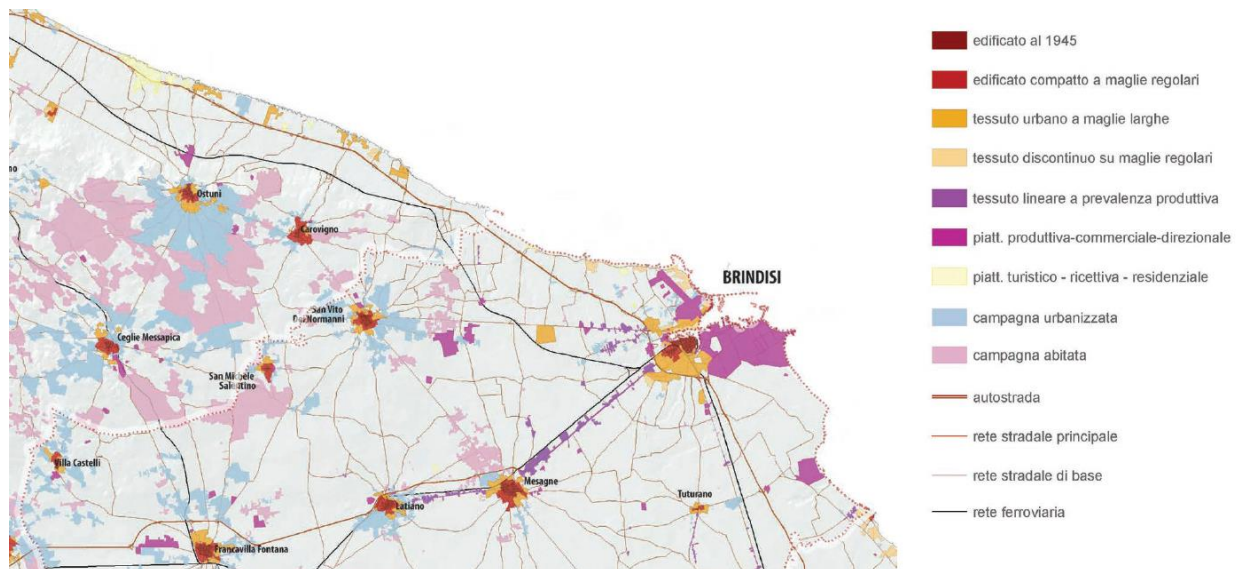 no
Ostuni
Carovigno
BRINDISI
San Vito
Dei Normanni
Ceglie Messapica
San Michele
Salentino
Villa Castelli
Mesagne
Latiano
Tuturano
Francavilla Fontana
edificato al 1945
edificato compatto a maglie regolari
tessuto urbano a maglie larghe
tessuto discontinuo su maglie regolari
tessuto lineare a prevalenza produttiva
piatt. produttiva-commerciale-direzionale
piatt. turistico - ricettiva - residenziale
campagna urbanizzata
campagna abitata
autostrada
rete stradale principale
rete stradale di base
rete ferroviaria